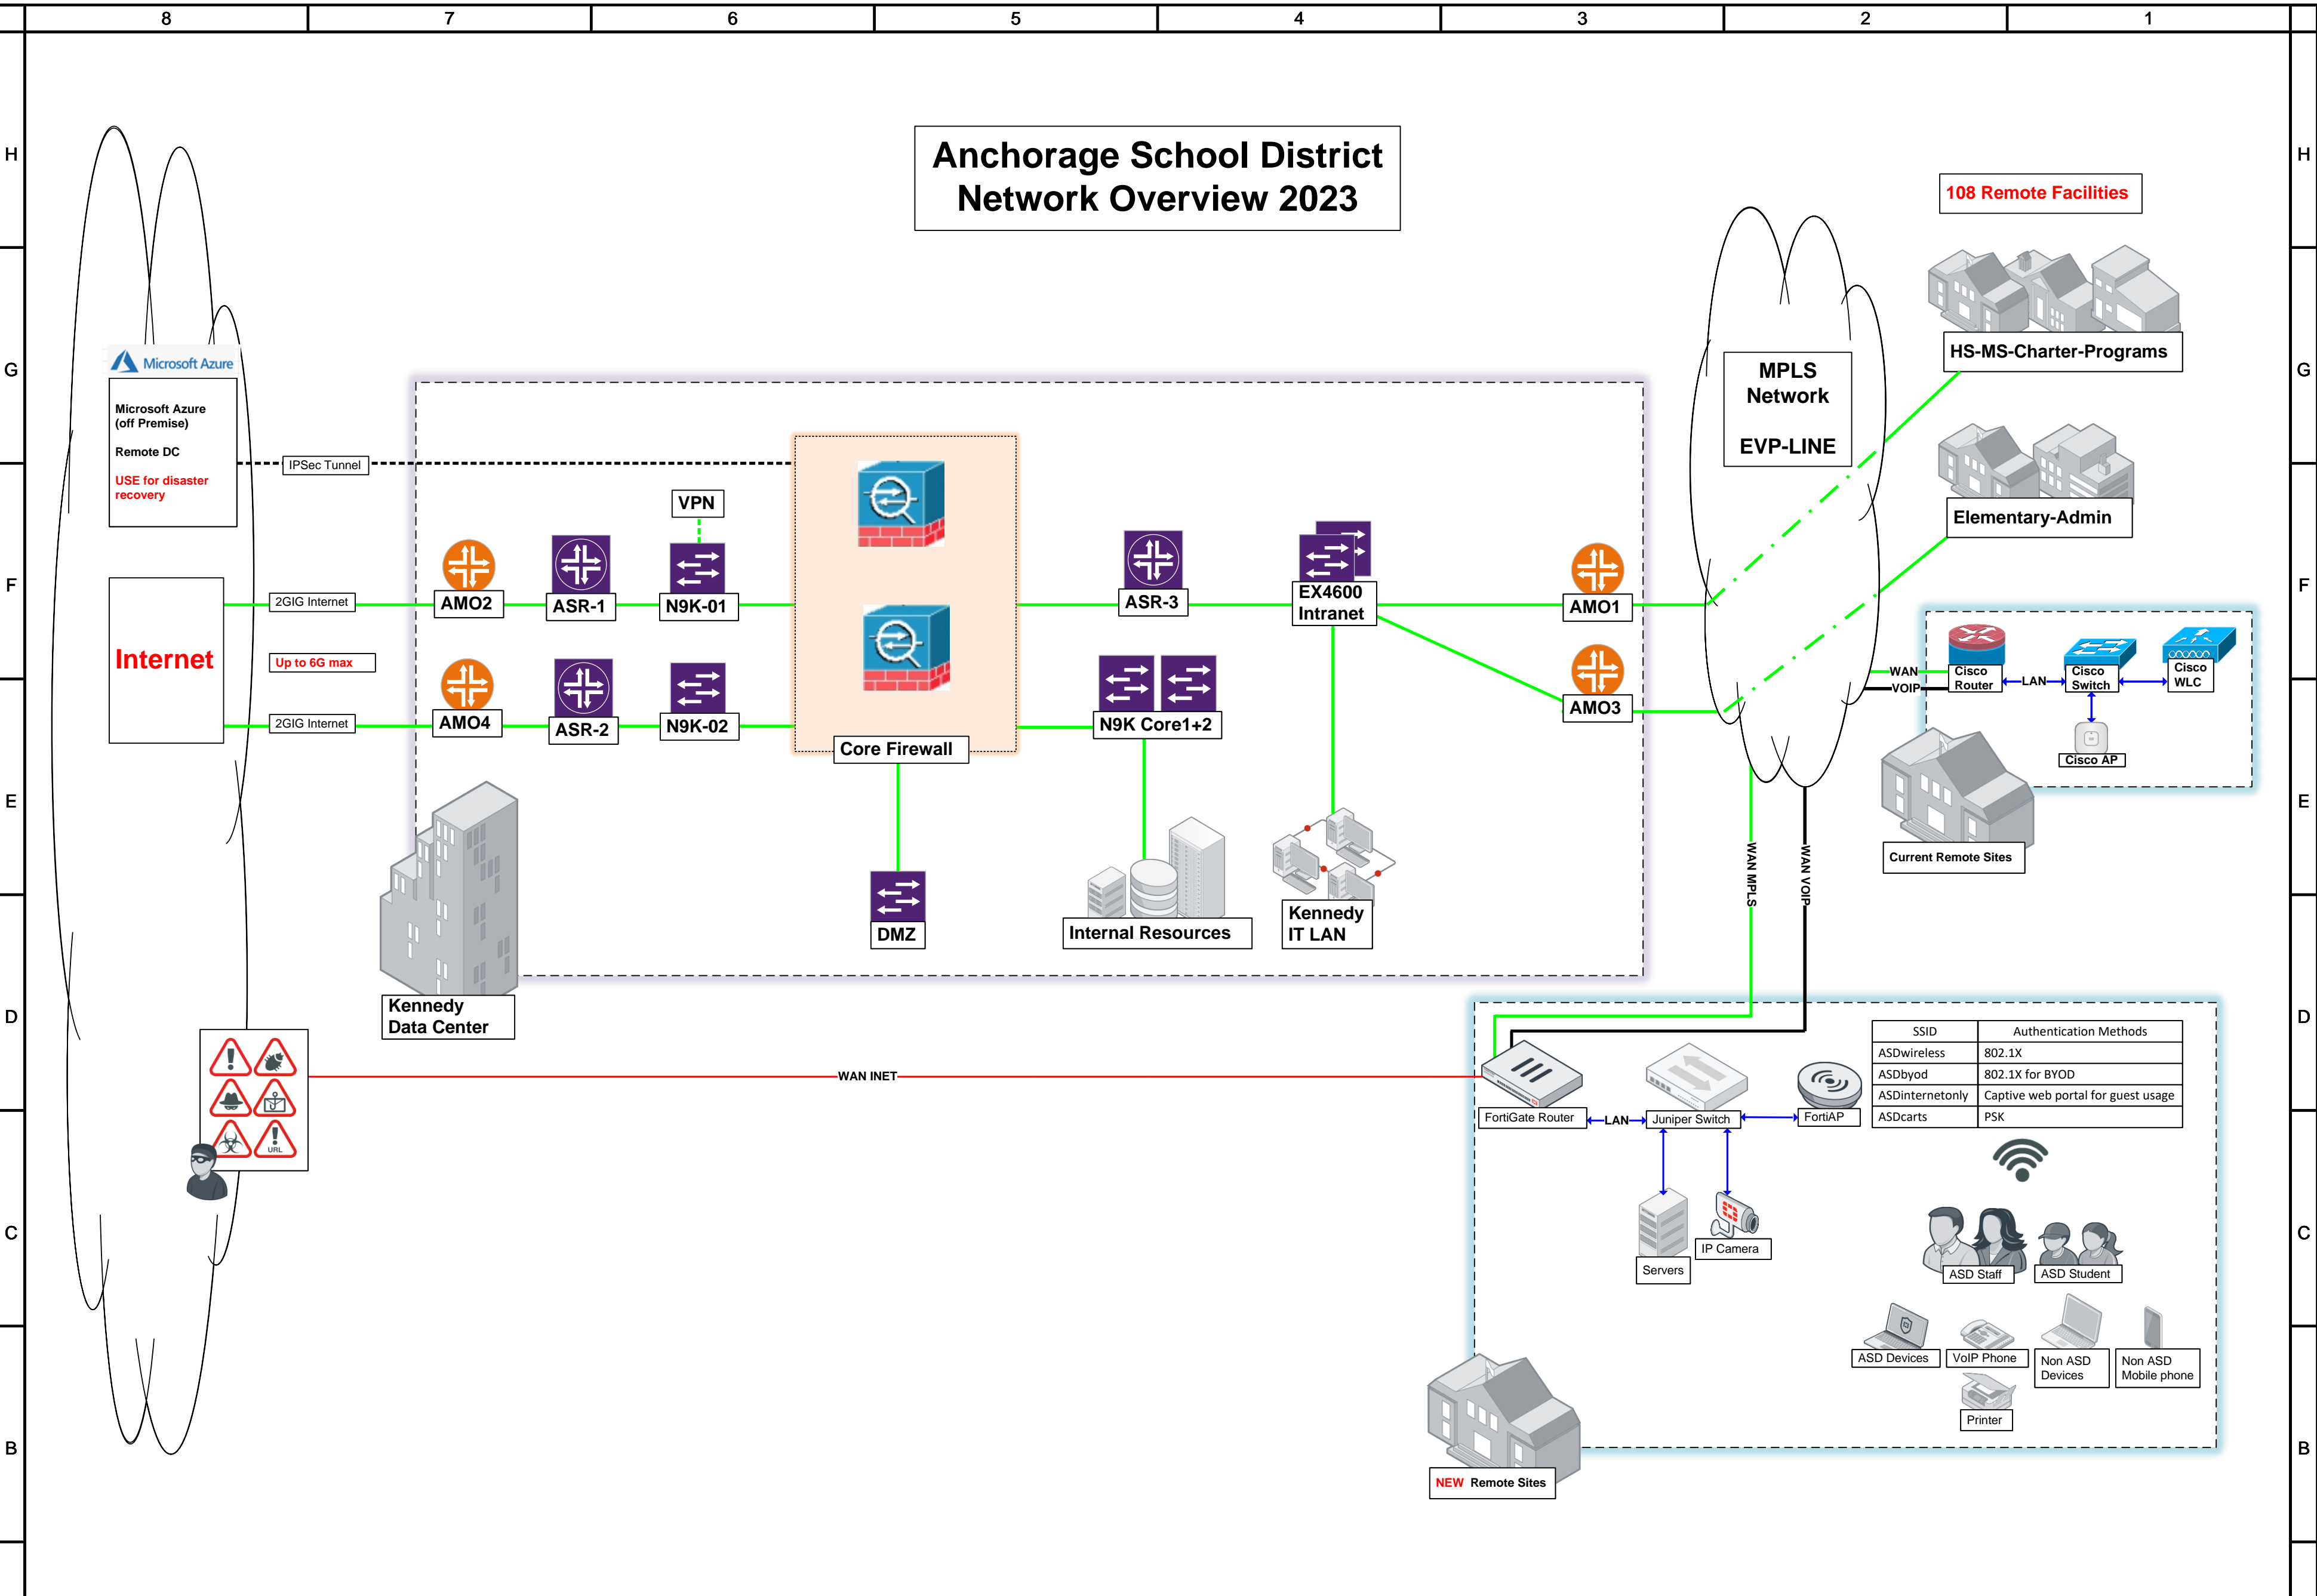 8 7 6 5 4 3 2 1
H
H
Anchorage School District
Network Overview 2023
108 Remote Facilities
HS-MS-Charter-Programs
G
G
MPLS
Network
EVP-LINE
Microsoft Azure
Microsoft Azure
(off Premise)
Remote DC
USE for disaster
recovery
IPSec Tunnel
VPN
Elementary-Admin
F
F
Internet
2GIG Internet
Up to 6G max
2GIG Internet
AMO2
ASR-1
N9K-01
AMO4
ASR-2
N9K-02
Core Firewall
ASR-3
EX4600
Intranet
N9K Core1+2
AMO1
AMO3
WAN
VOIP
Cisco
Router
LAN
Cisco
Switch
Cisco
WLC
Cisco AP
Current Remote Sites
E
E
DMZ
Internal Resources
Kennedy
IT LAN
WAN MPLS
WAN VOIP
Kennedy
Data Center
D
D
WAN INET
URL
FortiGate Router
LAN
Juniper Switch
FortiAP
SSID Authentication Methods
ASDwireless 802.1X
ASDbyod 802.1X for BYOD
ASDinternetonly Captive web portal for guest usage
ASDcarts PSK
C
C
Servers
IP Camera
ASD Staff
ASD Student
ASD Devices
VoIP Phone
Non ASD
Devices
Non ASD
Mobile phone
Printer
B
B
NEW Remote Sites